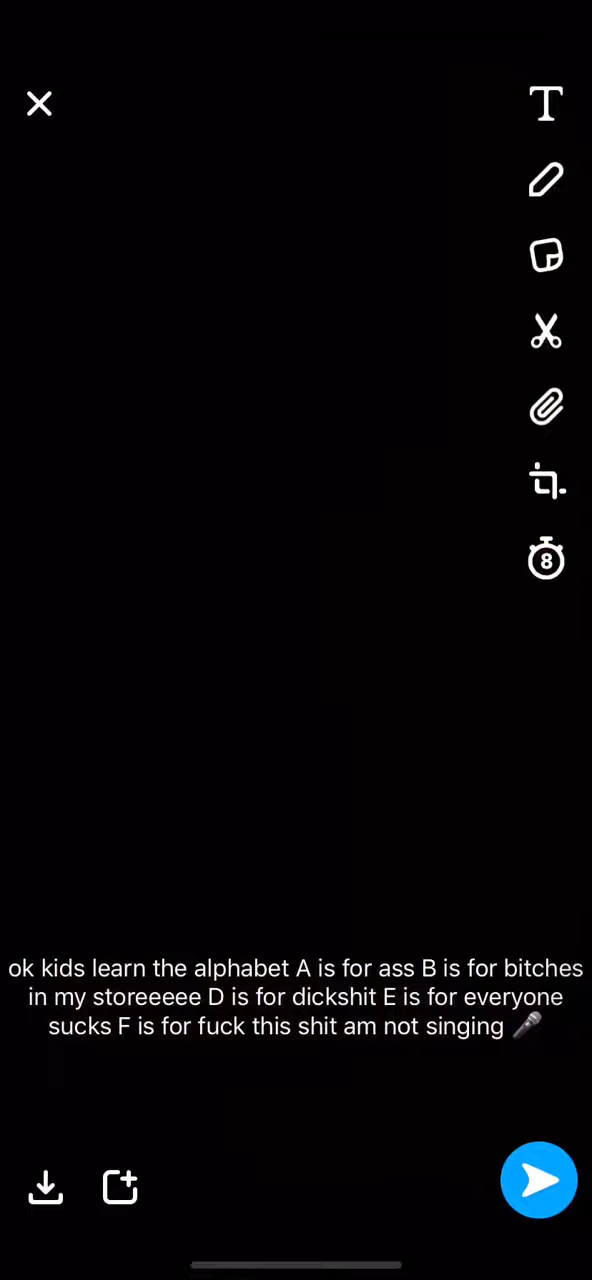 T
8
ok kids learn the alphabet A is for ass B is for bitches
in my storeeeee D is for dickshit E is for everyone
sucks F is for fuck this shit am not singing 🎤